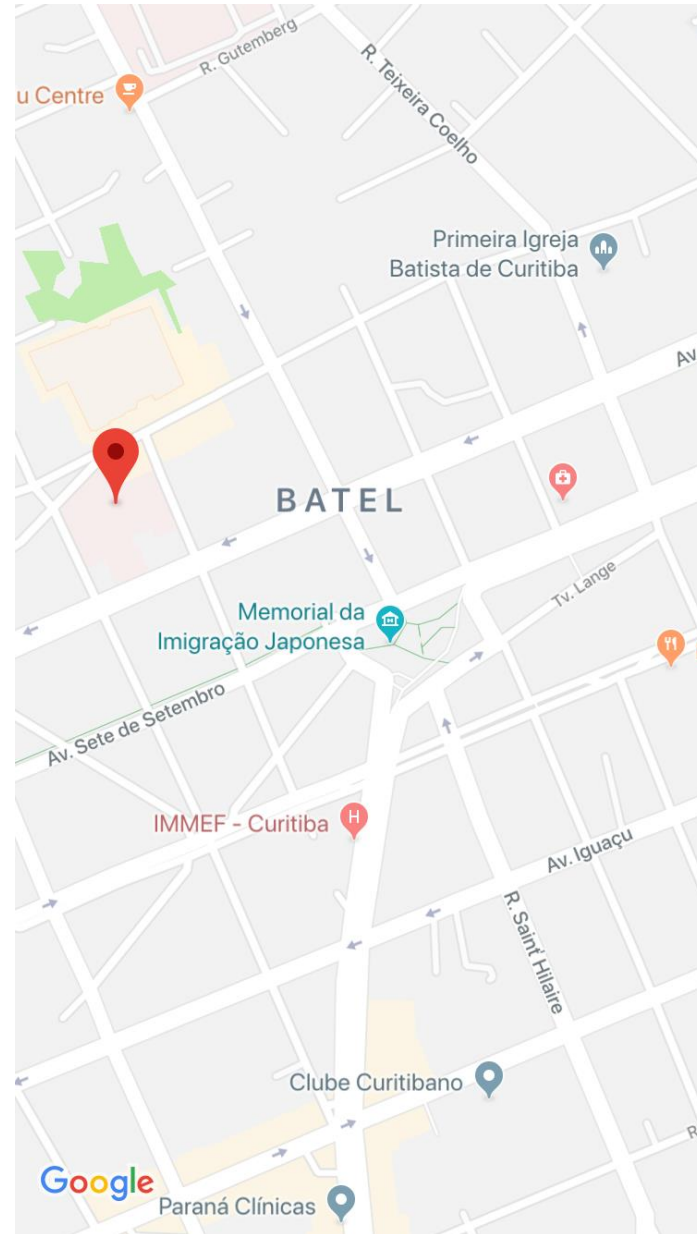 R. Gutemberg
R. Teixeira Coelho
u Centre
Primeira Igreja
Batista de Curitiba
Av
BATEL
Tv. Lange
Memorial da
Imigração Japonesa
Av. Sete de Setembro
IMMEF - Curitiba
H
Av. Iguaçu
R. Saint Hilaire
Clube Curitibano
R
Google
Paraná Clínicas